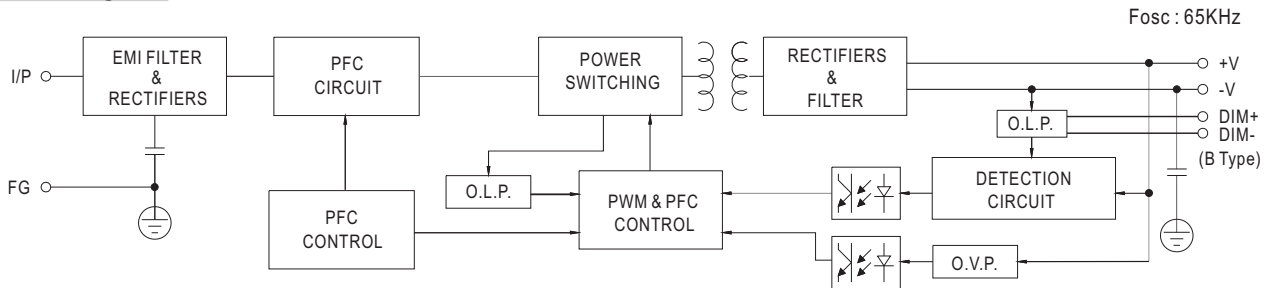 Fosc : 65KHz
I/P
EMI FILTER
&
RECTIFIERS
PFC
CIRCUIT
POWER
SWITCHING
RECTIFIERS
&
FILTER
+V
-V
DIM+
DIM-
(B Type)
O.L.P.
FG
O.L.P.
PFC
CONTROL
PWM & PFC
CONTROL
DETECTION
CIRCUIT
O.V.P.